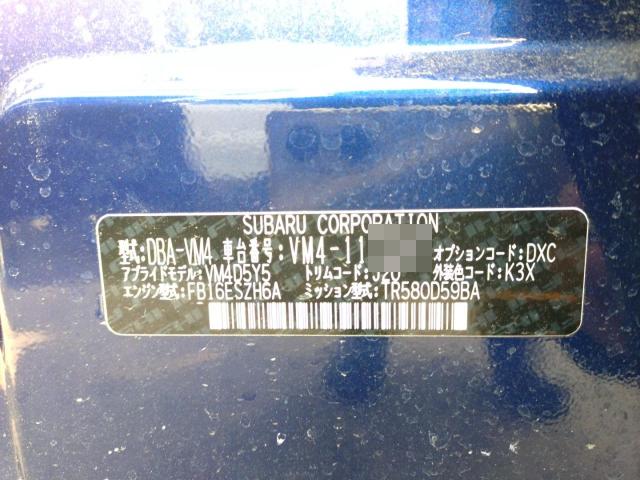 SUBARU CORPORATION
型式:DBA-VM4 車台番号:VM4-11 オプションコード:DXC
アプライドモデル:VM4D5Y5 トリムコード:J20 外装色コード:K3X
エンジン型式:FB16ESZH6A ミッション型式:TR580D59BA